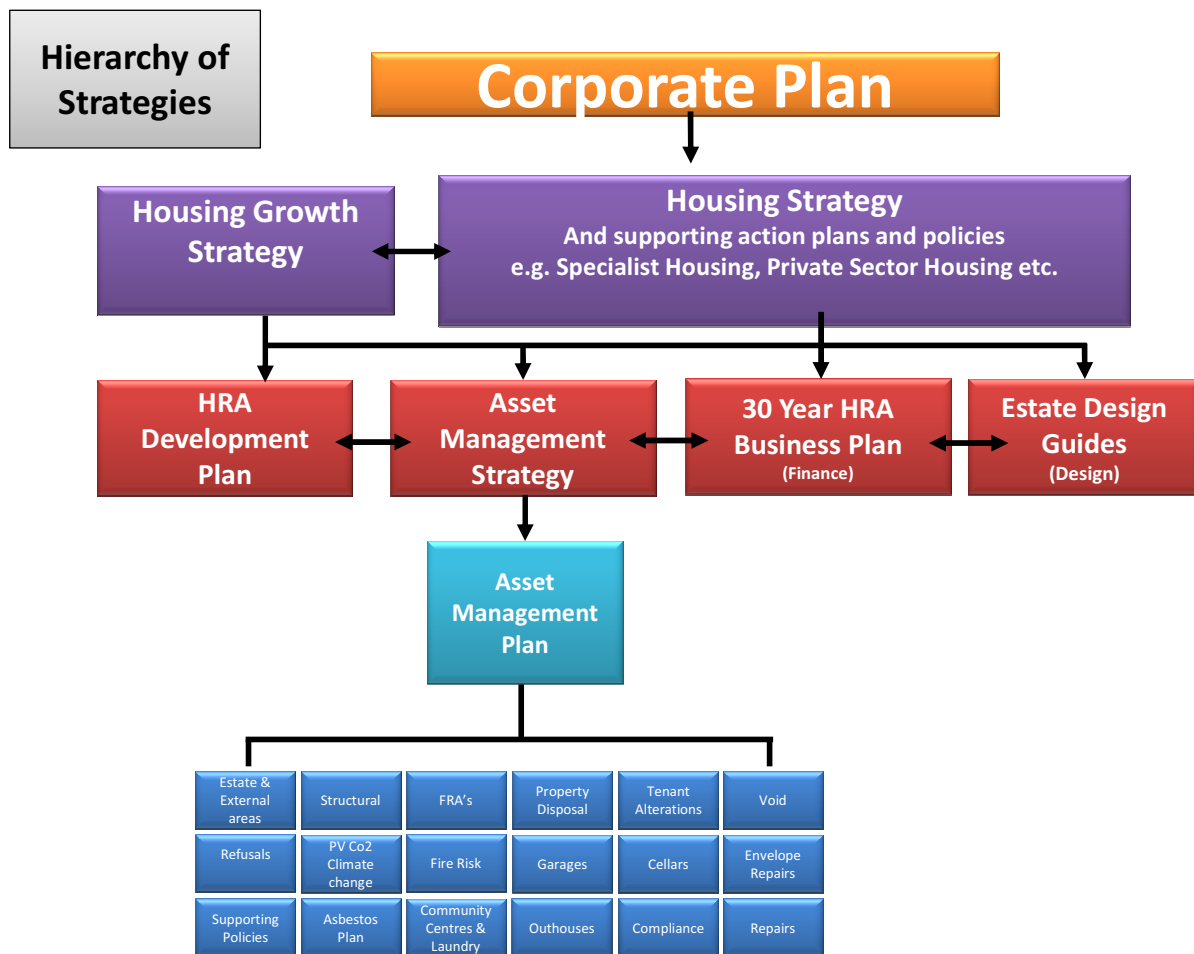 Hierarchy of
Strategies
Corporate Plan
Housing Growth
Strategy
Housing Strategy
And supporting action plans and policies
e.g. Specialist Housing, Private Sector Housing etc.
HRA
Development
Plan
Asset
Management
Strategy
30 Year HRA
Business Plan
(Finance)
Estate Design
Guides
(Design)
Asset
Management
Plan
Estate &
External
areas
Structural
FRA's
Property
Disposal
Tenant
Alterations
Void
Refusals
PV Co2
Climate
change
Fire Risk
Garages
Cellars
Envelope
Repairs
Supporting
Policies
Asbestos
Plan
Community
Centres &
Laundry
Outhouses
Compliance
Repairs